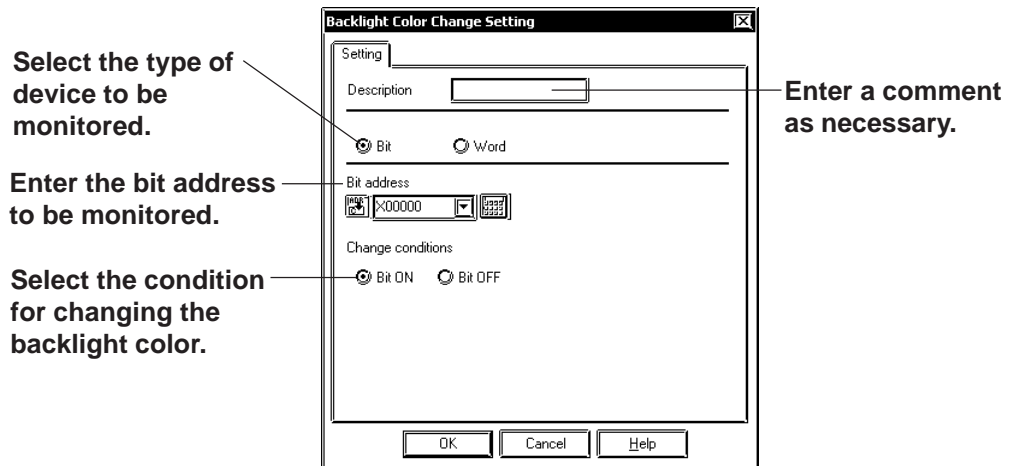 Backlight Color Change Setting
Setting
Select the type of
device to be
monitored.
Description
Enter a comment
as necessary.
Bit
Word
Enter the bit address
to be monitored.
Bit address
X00000
Change conditions
Select the condition
for changing the
backlight color.
Bit ON
Bit OFF
OK
Cancel
Help